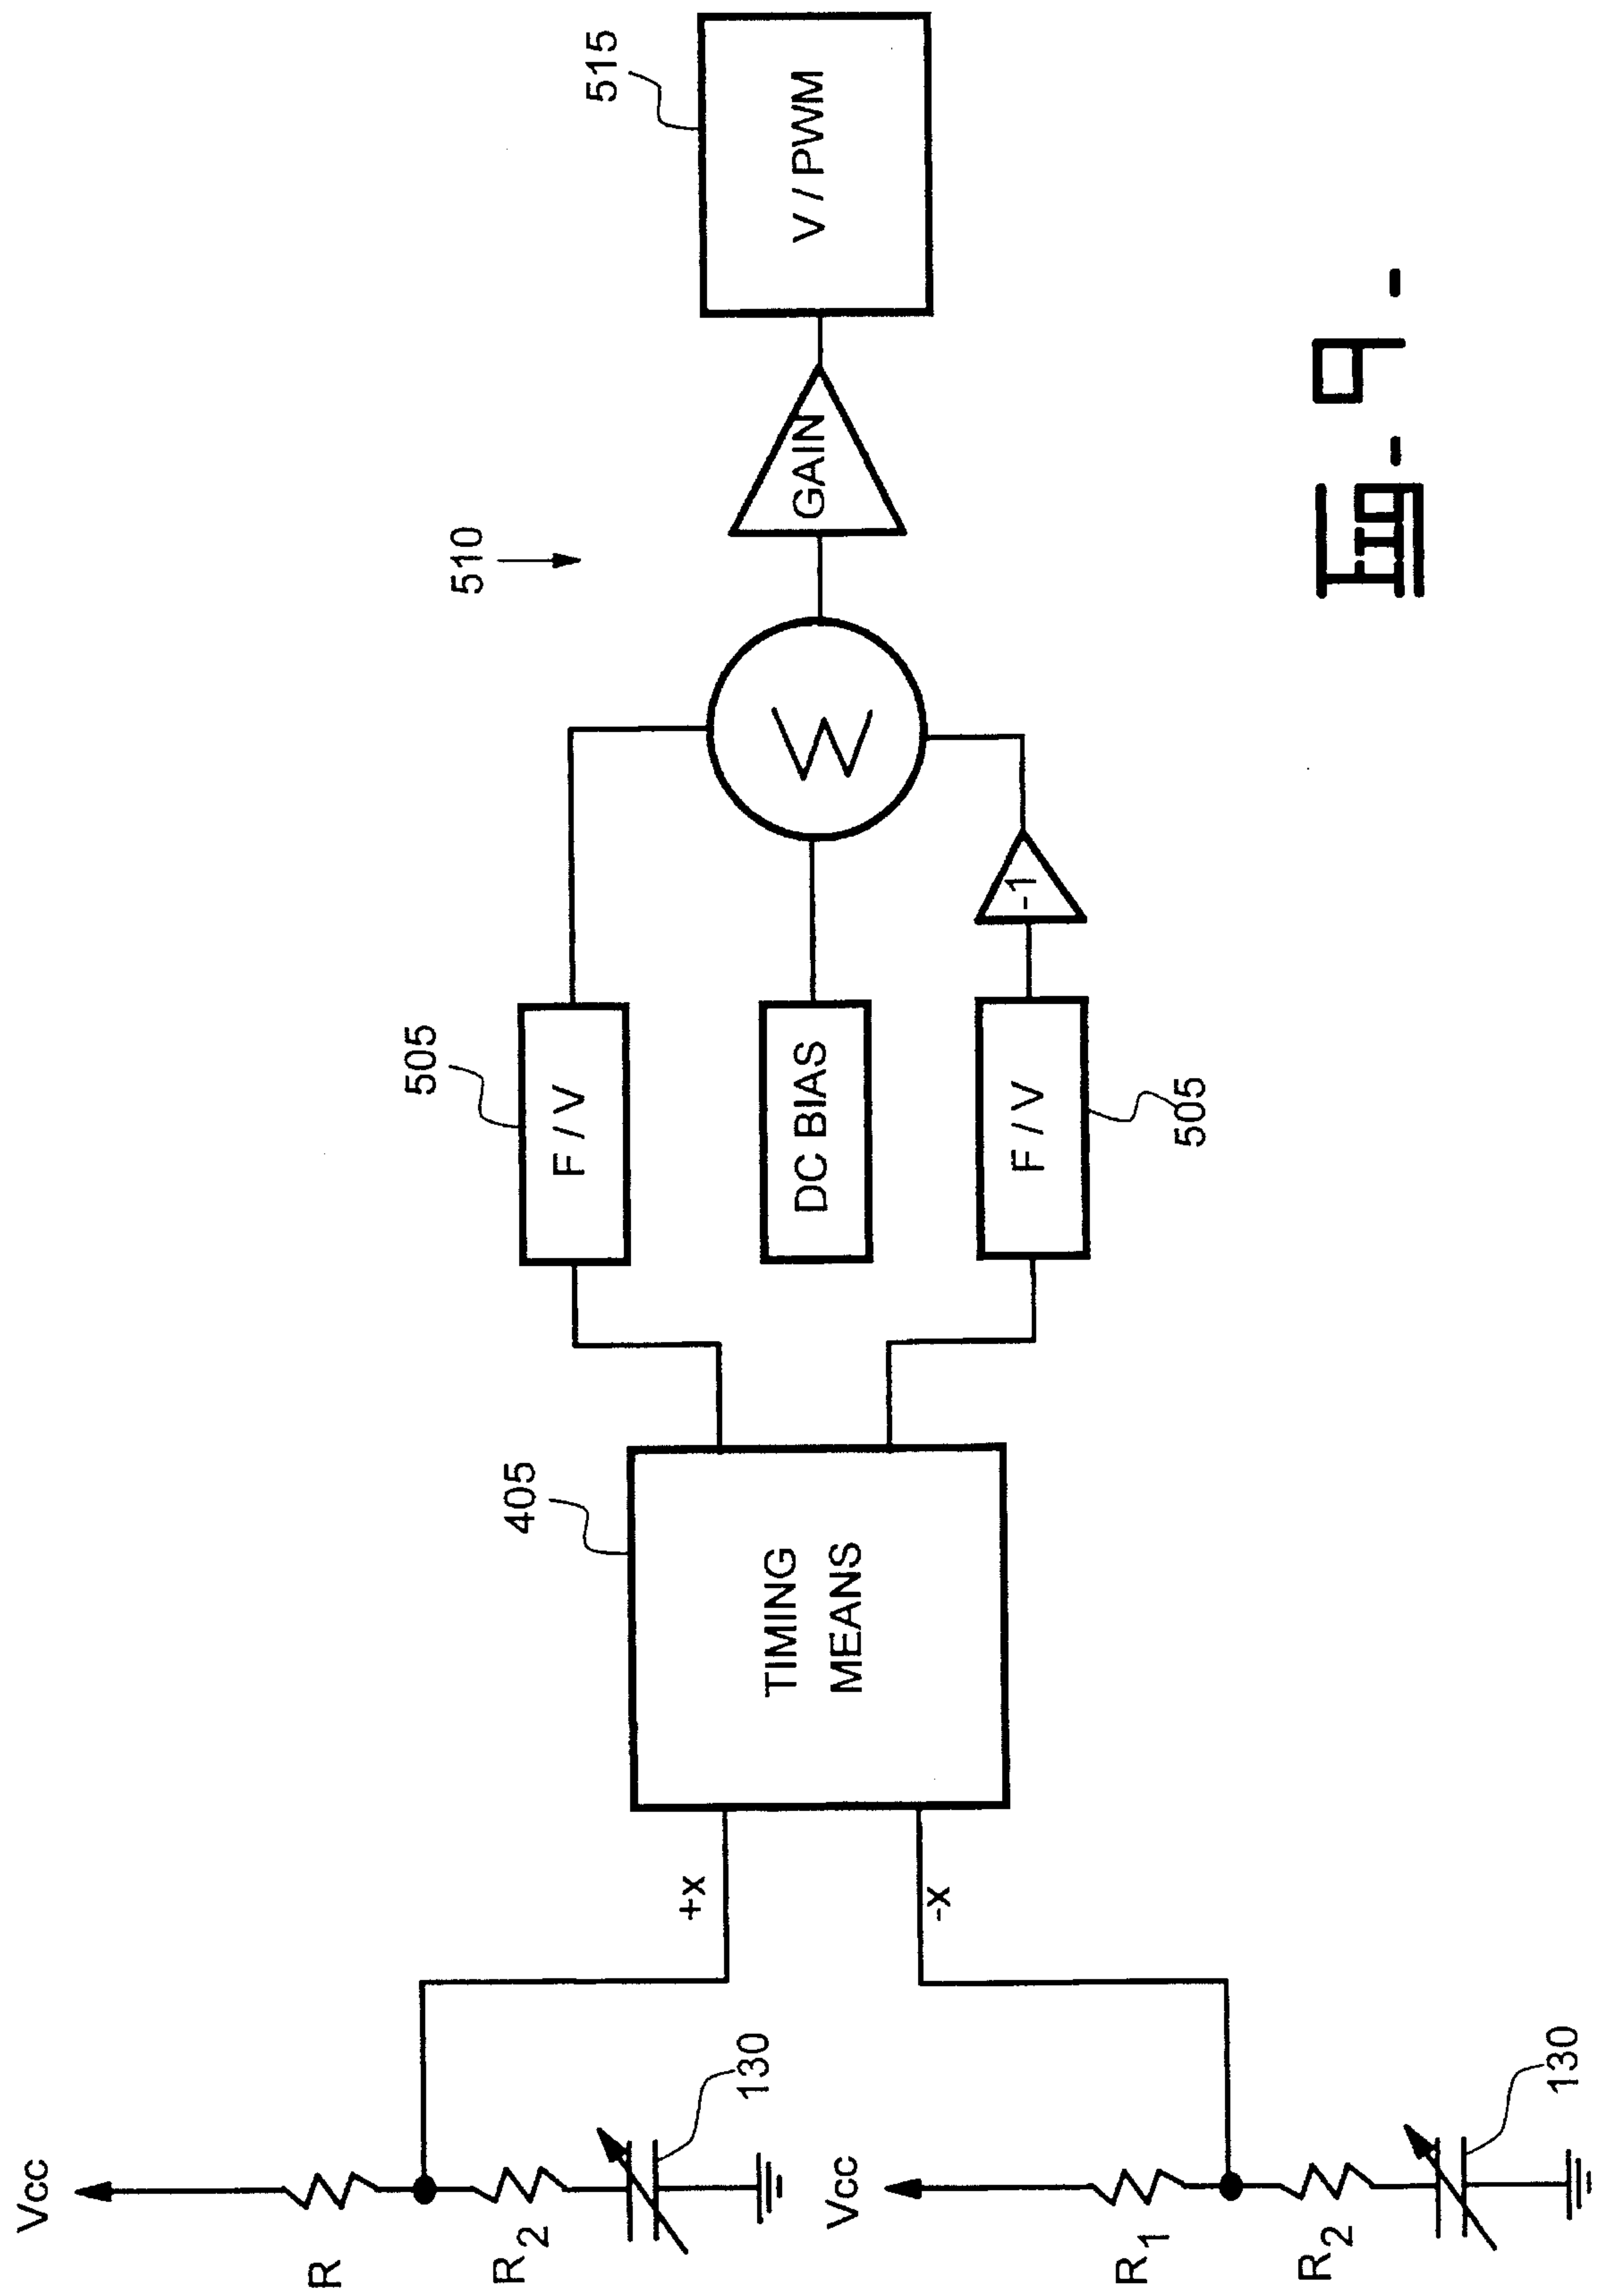 Vcc
R
R2
130
+x
Vcc
R1
R2
130
-x
405
TIMING
MEANS
505
F / V
DC BIAS
F / V
505
-1
Σ
510
GAIN
515
V / PWM
Fig- 9 -